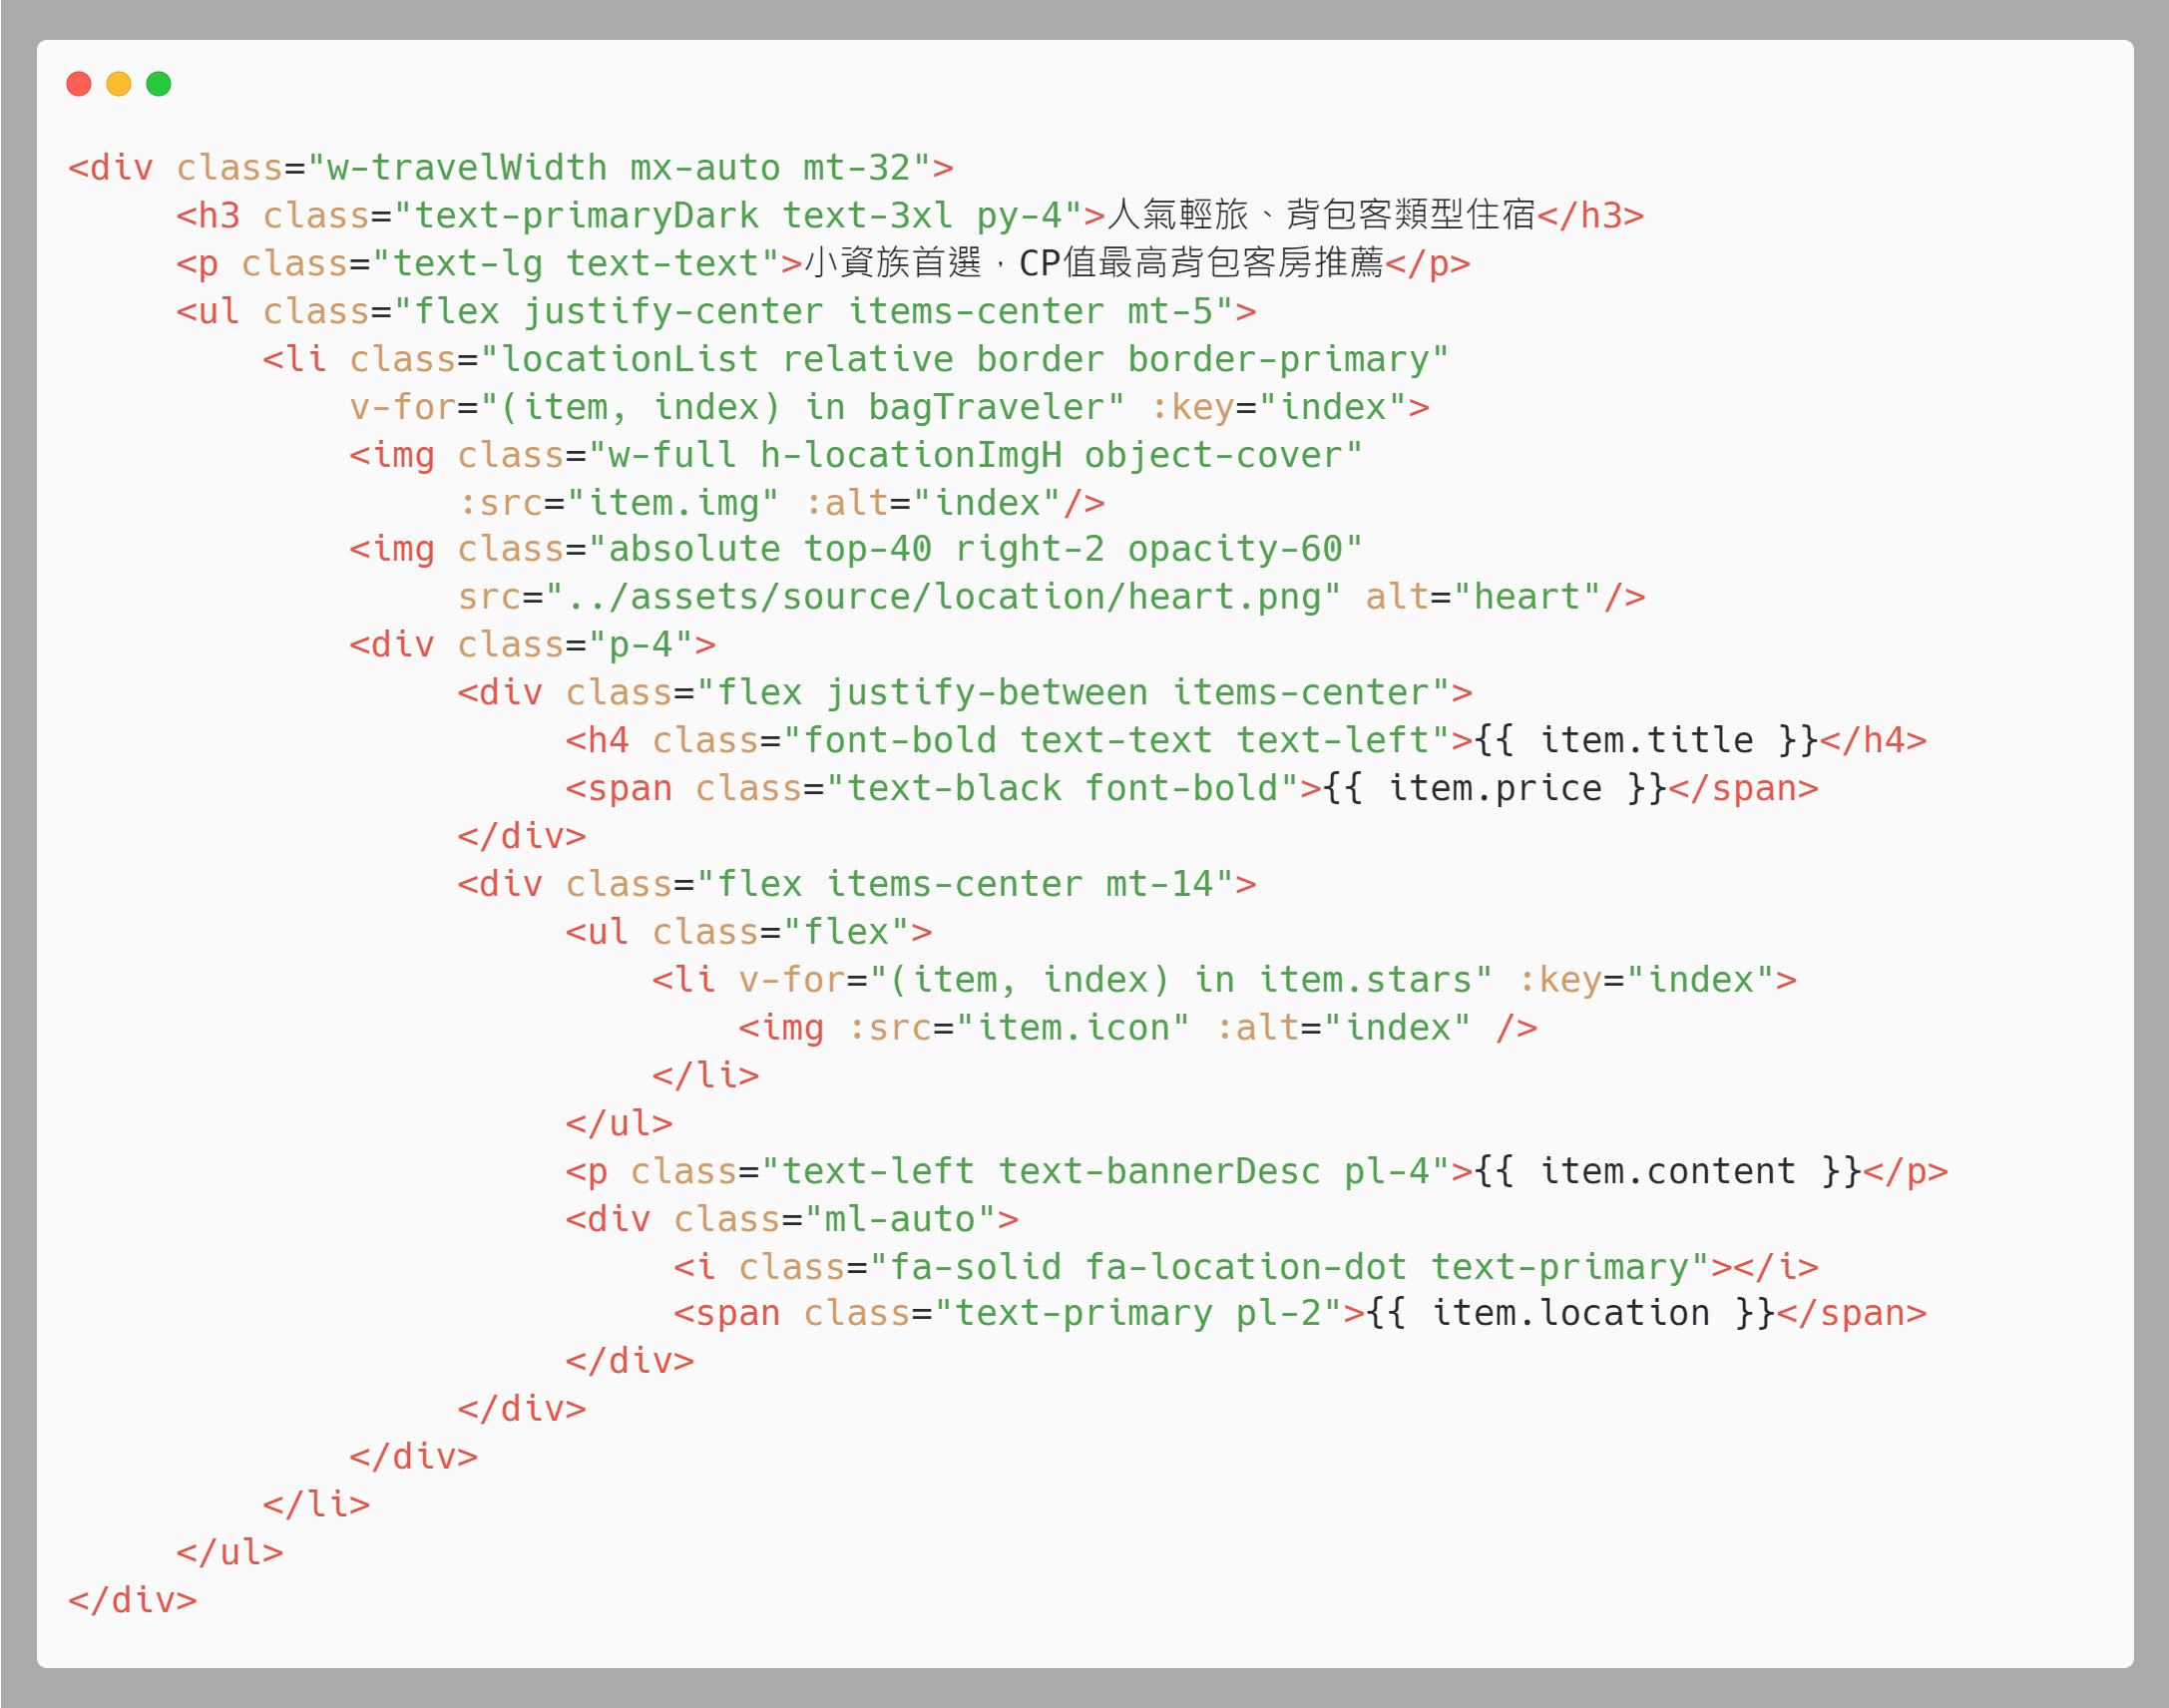 <div class="w-travelWidth mx-auto mt-32">
     <h3 class="text-primaryDark text-3xl py-4">人氣輕旅、背包客類型住宿</h3>
     <p class="text-lg text-text">小資族首選，CP值最高背包客房推薦</p>
     <ul class="flex justify-center items-center mt-5">
         <li class="locationList relative border border-primary"
             v-for="(item, index) in bagTraveler" :key="index">
             <img class="w-full h-locationImgH object-cover"
                  :src="item.img" :alt="index"/>
             <img class="absolute top-40 right-2 opacity-60"
                  src="../assets/source/location/heart.png" alt="heart"/>
             <div class="p-4">
                  <div class="flex justify-between items-center">
                       <h4 class="font-bold text-text text-left">{{ item.title }}</h4>
                       <span class="text-black font-bold">{{ item.price }}</span>
                  </div>
                  <div class="flex items-center mt-14">
                       <ul class="flex">
                           <li v-for="(item, index) in item.stars" :key="index">
                               <img :src="item.icon" :alt="index" />
                           </li>
                       </ul>
                       <p class="text-left text-bannerDesc pl-4">{{ item.content }}</p>
                       <div class="ml-auto">
                            <i class="fa-solid fa-location-dot text-primary"></i>
                            <span class="text-primary pl-2">{{ item.location }}</span>
                       </div>
                  </div>
             </div>
         </li>
     </ul>
</div>